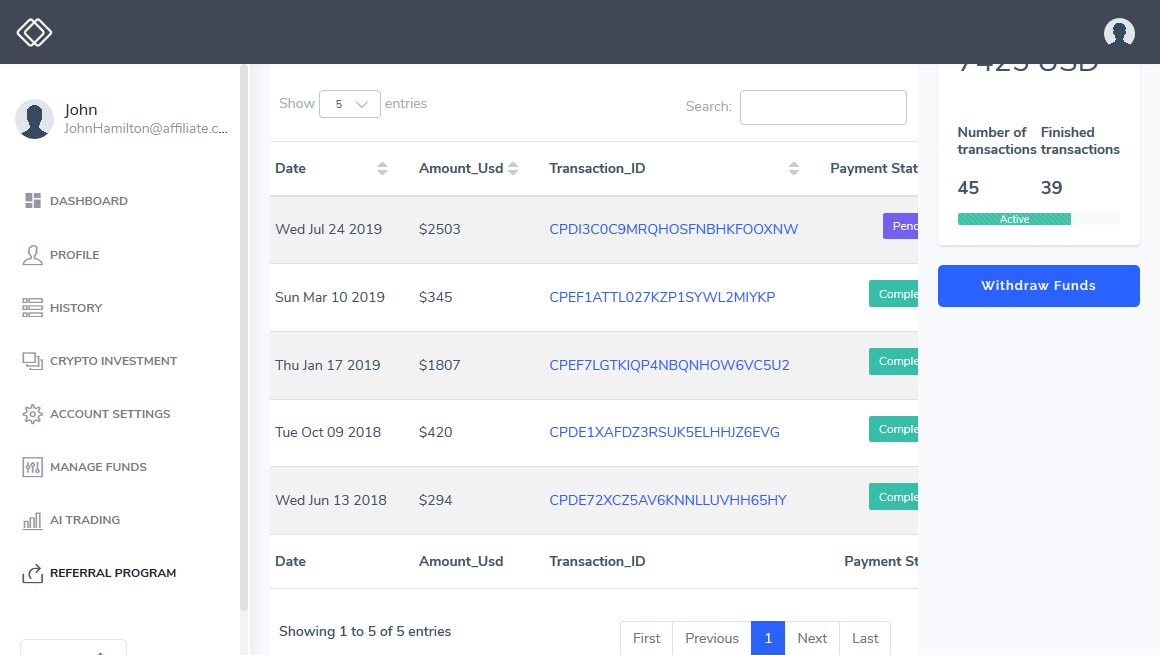 John
JohnHamilton@affiliate.c...
DASHBOARD
PROFILE
HISTORY
CRYPTO INVESTMENT
ACCOUNT SETTINGS
MANAGE FUNDS
AI TRADING
REFERRAL PROGRAM
Show 5 entries
Search:
Date Amount_Usd Transaction_ID Payment Stat
Wed Jul 24 2019 $2503 CPDI3C0C9MRQHOSFNBHKFOOXNW Penc
Sun Mar 10 2019 $345 CPEF1ATTL027KZP1SYWL2MIYKP Comple
Thu Jan 17 2019 $1807 CPEF7LGTKIQP4NBQNHOW6VC5U2 Comple
Tue Oct 09 2018 $420 CPDE1XAFDZ3RSUK5ELHHJZ6EVG Comple
Wed Jun 13 2018 $294 CPDE72XCZ5AV6KNNLLUVHH65HY Comple
Date Amount_Usd Transaction_ID Payment St
Showing 1 to 5 of 5 entries
First Previous 1 Next Last
7425 USD
Number of transactions
Finished transactions
45 39
Active
Withdraw Funds